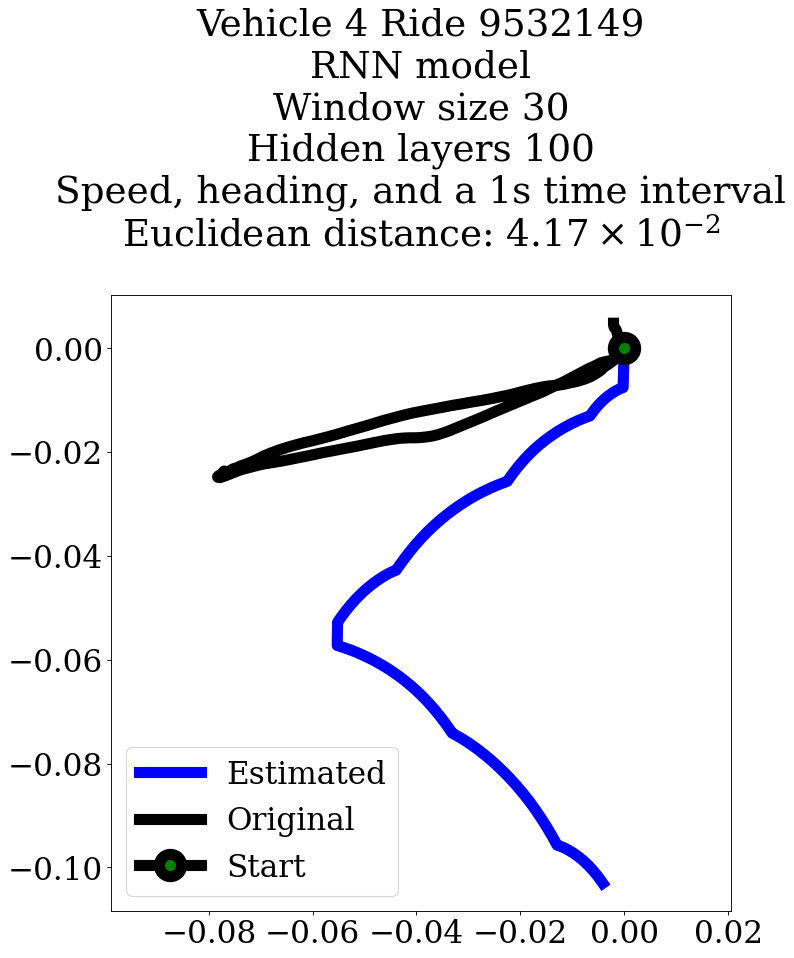 Vehicle 4 Ride 9532149
RNN model
Window size 30
Hidden layers 100
Speed, heading, and a 1s time interval
Euclidean distance: 4.17 × 10⁻²
0.00
−0.02
−0.04
−0.06
−0.08
−0.10
Estimated
Original
Start
−0.08 −0.06 −0.04 −0.02 0.00 0.02